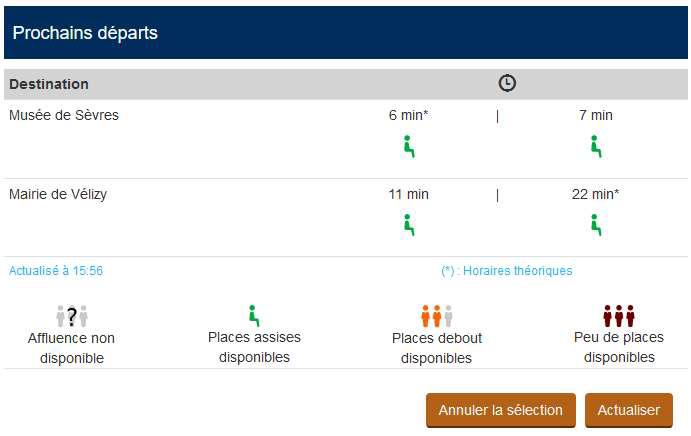 Prochains départs
Destination
Musée de Sèvres 6 min* | 7 min
Mairie de Vélizy 11 min | 22 min*
Actualisé à 15:56 (*) : Horaires théoriques
?
Affluence non disponible
Places assises disponibles
Places debout disponibles
Peu de places disponibles
Annuler la sélection Actualiser